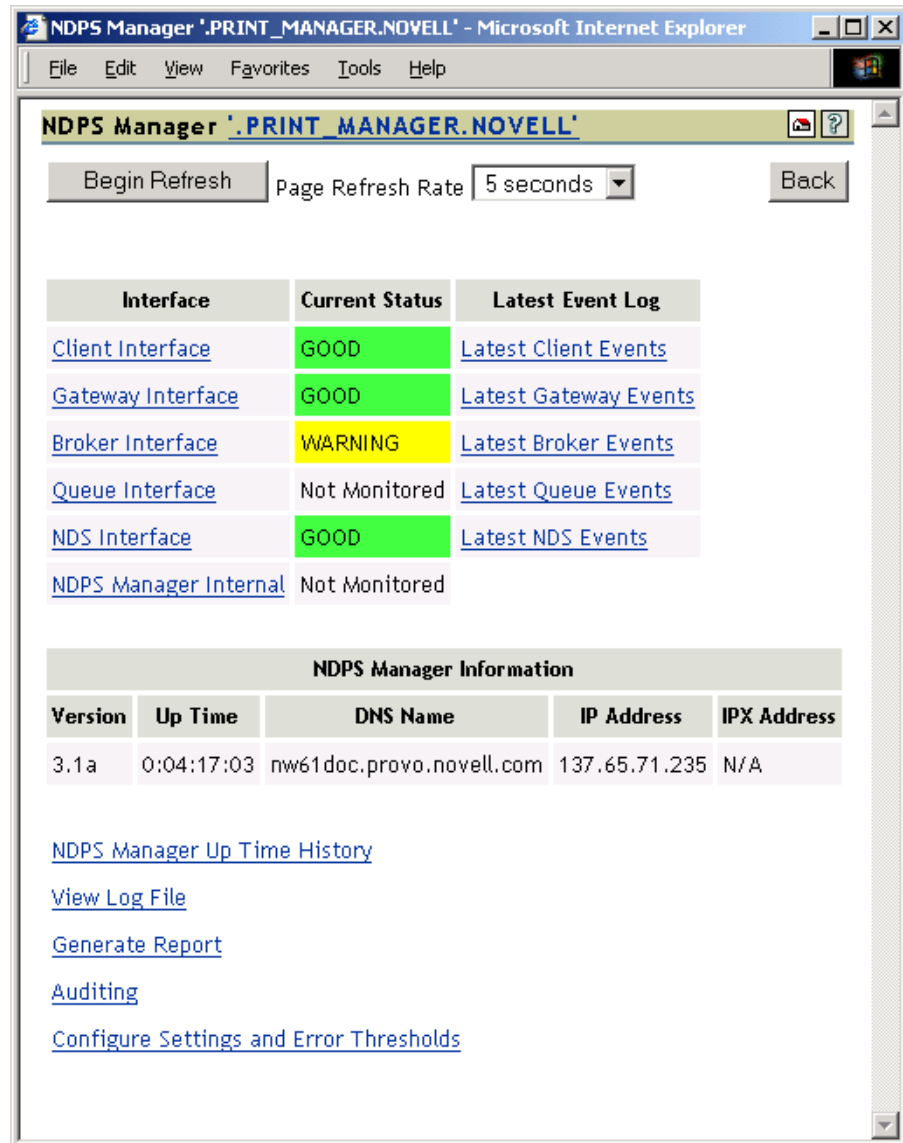 NDPS Manager '.PRINT_MANAGER.NOVELL' - Microsoft Internet Explorer
File Edit View Favorites Tools Help
NDPS Manager '.PRINT_MANAGER.NOVELL'
Begin Refresh Page Refresh Rate 5 seconds Back
Interface Current Status Latest Event Log
Client Interface GOOD Latest Client Events
Gateway Interface GOOD Latest Gateway Events
Broker Interface WARNING Latest Broker Events
Queue Interface Not Monitored Latest Queue Events
NDS Interface GOOD Latest NDS Events
NDPS Manager Internal Not Monitored
NDPS Manager Information
Version Up Time DNS Name IP Address IPX Address
3.1a 0:04:17:03 nw61doc.provo.novell.com 137.65.71.235 N/A
NDPS Manager Up Time History
View Log File
Generate Report
Auditing
Configure Settings and Error Thresholds